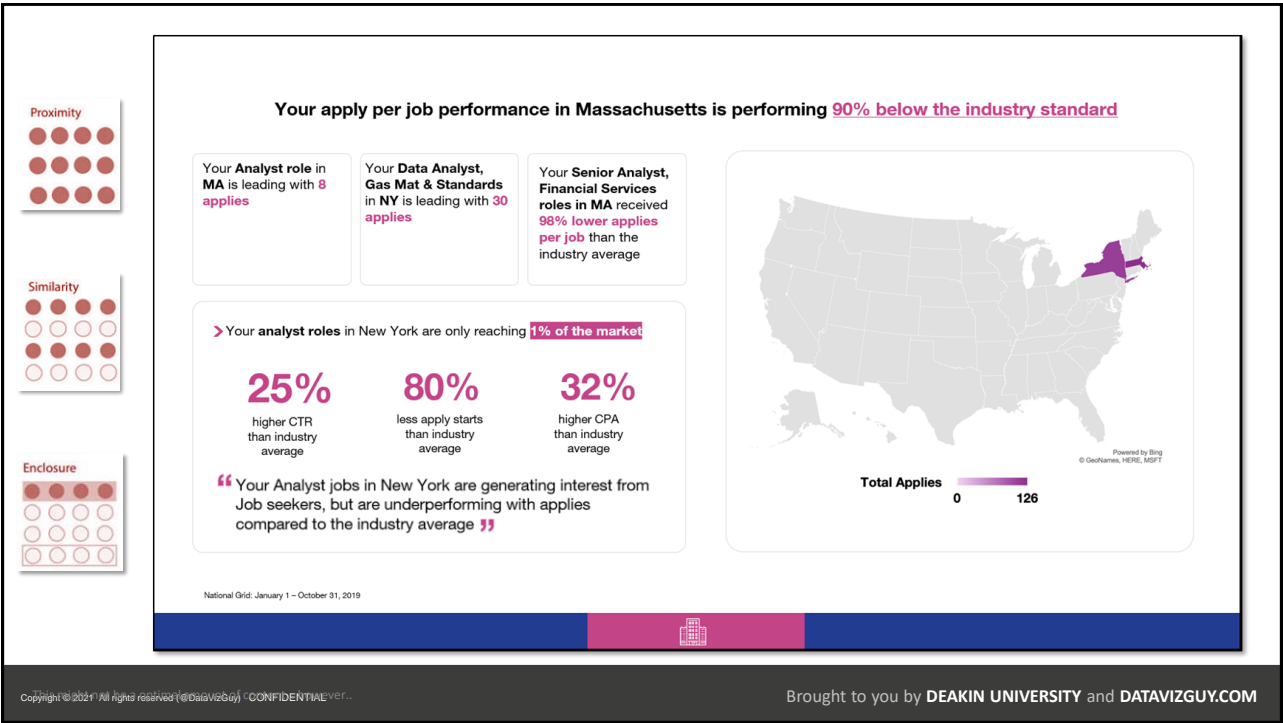 Proximity
Similarity
Enclosure
Your apply per job performance in Massachusetts is performing 90% below the industry standard
Your Analyst role in
MA is leading with 8
applies
Your Data Analyst,
Gas Mat & Standards
in NY is leading with 30
applies
Your Senior Analyst,
Financial Services
roles in MA received
98% lower applies
per job than the
industry average
Your analyst roles in New York are only reaching 1% of the market
25%
higher CTR
than industry
average
80%
less apply starts
than industry
average
32%
higher CPA
than industry
average
“ Your Analyst jobs in New York are generating interest from
Job seekers, but are underperforming with applies
compared to the industry average ”
Powered by Bing
© GeoNames, HERE, MSFT
Total Applies
0 126
National Grid: January 1 – October 31, 2019
Copyright © 2021 All rights reserved (@DataVizGuy) CONFIDENTIAL
Brought to you by DEAKIN UNIVERSITY and DATAVIZGUY.COM